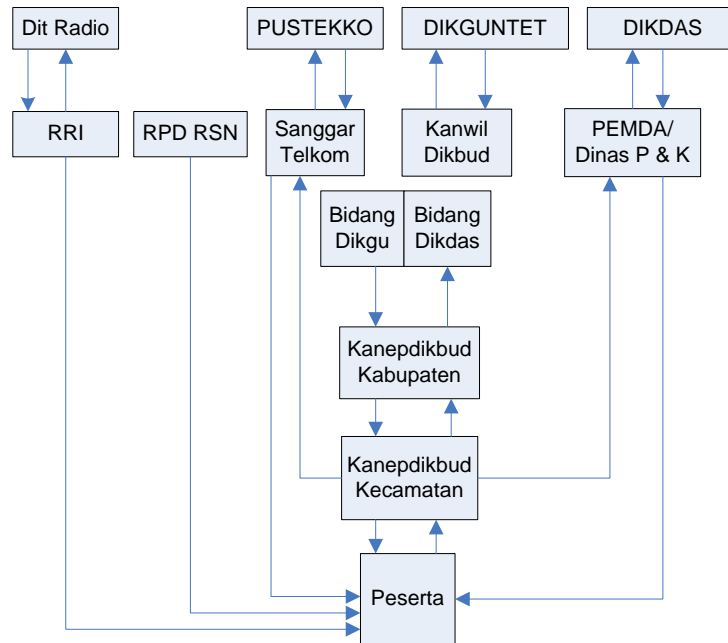 Dit Radio
PUSTEKKO
DIKGUNTET
DIKDAS
RRI
RPD RSN
Sanggar
Telkom
Kanwil
Dikbud
PEMDA/
Dinas P & K
Bidang
Dikgu
Bidang
Dikdas
Kanepdikbud
Kabupaten
Kanepdikbud
Kecamatan
Peserta